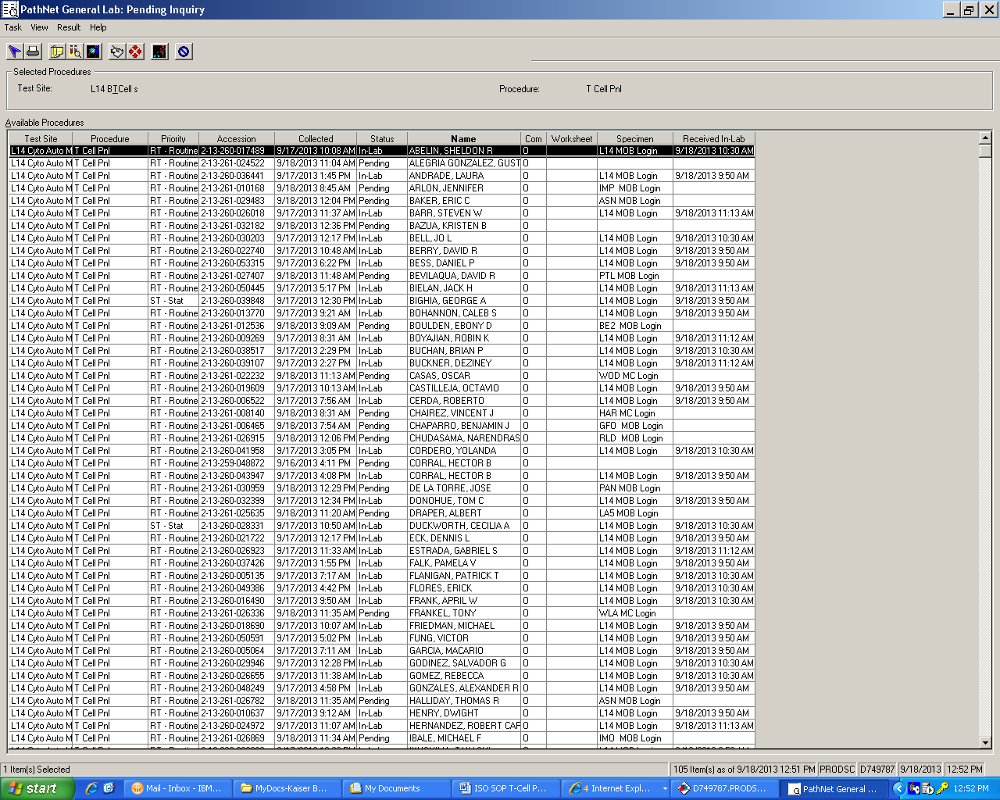 PathNet General Lab: Pending Inquiry
Task View Result Help
Selected Procedures
Test Site: L14 BTCell s Procedure: T Cell Pnl
Available Procedures
Test Site Procedure Priority Accession Collected Status Name Com Worksheet Specimen Received In-Lab
L14 Cyto Auto M T Cell Pnl RT - Routine 2-13-260-017489 9/17/2013 10:08 AM In-Lab ABELIN, SHELDON R 0 L14 MOB Login 9/18/2013 10:30 AM
L14 Cyto Auto M T Cell Pnl RT - Routine 2-13-261-024522 9/18/2013 11:04 AM Pending ALEGRIA GONZALEZ, GUST 0
L14 Cyto Auto M T Cell Pnl RT - Routine 2-13-260-036441 9/17/2013 1:45 PM In-Lab ANDRADE, LAURA 0 L14 MOB Login 9/18/2013 9:50 AM
L14 Cyto Auto M T Cell Pnl RT - Routine 2-13-261-010168 9/18/2013 8:45 AM Pending ARLON, JENNIFER 0 IMP MOB Login
L14 Cyto Auto M T Cell Pnl RT - Routine 2-13-261-029483 9/18/2013 12:04 PM Pending BAKER, ERIC C 0 ASN MOB Login
L14 Cyto Auto M T Cell Pnl RT - Routine 2-13-260-026018 9/17/2013 11:37 AM In-Lab BARR, STEVEN W 0 L14 MOB Login 9/18/2013 11:13 AM
L14 Cyto Auto M T Cell Pnl RT - Routine 2-13-261-032182 9/18/2013 12:36 PM Pending BAZUA, KRISTEN B 0
L14 Cyto Auto M T Cell Pnl RT - Routine 2-13-260-030203 9/17/2013 12:17 PM In-Lab BELL, JO L 0 L14 MOB Login 9/18/2013 10:30 AM
L14 Cyto Auto M T Cell Pnl RT - Routine 2-13-260-022740 9/17/2013 10:48 AM In-Lab BERRY, DAVID R 0 L14 MOB Login 9/18/2013 9:50 AM
L14 Cyto Auto M T Cell Pnl RT - Routine 2-13-260-053315 9/17/2013 6:22 PM In-Lab BESS, DANIEL P 0 L14 MOB Login 9/18/2013 9:50 AM
L14 Cyto Auto M T Cell Pnl RT - Routine 2-13-261-027407 9/18/2013 11:48 AM Pending BEVILAQUA, DAVID R 0 PTL MOB Login
L14 Cyto Auto M T Cell Pnl RT - Routine 2-13-260-050445 9/17/2013 5:17 PM In-Lab BIELAN, JACK H 0 L14 MOB Login 9/18/2013 11:13 AM
L14 Cyto Auto M T Cell Pnl ST - Stat 2-13-260-039848 9/17/2013 12:30 PM In-Lab BIGHIA, GEORGE A 0 L14 MOB Login 9/18/2013 9:50 AM
L14 Cyto Auto M T Cell Pnl RT - Routine 2-13-260-013770 9/17/2013 9:21 AM In-Lab BOHANNON, CALEB S 0 L14 MOB Login 9/18/2013 9:50 AM
L14 Cyto Auto M T Cell Pnl RT - Routine 2-13-261-012536 9/18/2013 9:09 AM Pending BOULDEN, EBONY D 0 BE2 MOB Login
L14 Cyto Auto M T Cell Pnl RT - Routine 2-13-260-009269 9/17/2013 8:31 AM In-Lab BOYAJIAN, ROBIN K 0 L14 MOB Login 9/18/2013 11:12 AM
L14 Cyto Auto M T Cell Pnl RT - Routine 2-13-260-038517 9/17/2013 2:29 PM In-Lab BUCHAN, BRIAN P 0 L14 MOB Login 9/18/2013 10:30 AM
L14 Cyto Auto M T Cell Pnl RT - Routine 2-13-260-039107 9/17/2013 2:27 PM In-Lab BUCKNER, DEZINEY 0 L14 MOB Login 9/18/2013 11:12 AM
L14 Cyto Auto M T Cell Pnl RT - Routine 2-13-261-022232 9/18/2013 11:13 AM Pending CASAS, OSCAR 0 WOD MC Login
L14 Cyto Auto M T Cell Pnl RT - Routine 2-13-260-019609 9/17/2013 10:13 AM In-Lab CASTILLEJA, OCTAVIO 0 L14 MOB Login 9/18/2013 9:50 AM
L14 Cyto Auto M T Cell Pnl RT - Routine 2-13-260-006522 9/17/2013 7:56 AM In-Lab CERDA, ROBERTO 0 L14 MOB Login 9/18/2013 9:50 AM
L14 Cyto Auto M T Cell Pnl RT - Routine 2-13-261-008140 9/18/2013 8:31 AM Pending CHAIREZ, VINCENT J 0 HAR MC Login
L14 Cyto Auto M T Cell Pnl RT - Routine 2-13-261-006465 9/18/2013 7:54 AM Pending CHAPARRO, BENJAMIN J 0 GFO MOB Login
L14 Cyto Auto M T Cell Pnl RT - Routine 2-13-261-026915 9/18/2013 12:06 PM Pending CHUDASAMA, NARENDRAS 0 RLD MOB Login
L14 Cyto Auto M T Cell Pnl RT - Routine 2-13-260-041958 9/17/2013 3:05 PM In-Lab CORDERO, YOLANDA 0 L14 MOB Login 9/18/2013 10:30 AM
L14 Cyto Auto M T Cell Pnl RT - Routine 2-13-259-048872 9/16/2013 4:11 PM Pending CORRAL, HECTOR B 0
L14 Cyto Auto M T Cell Pnl RT - Routine 2-13-260-043947 9/17/2013 4:08 PM In-Lab CORRAL, HECTOR B 0 L14 MOB Login 9/18/2013 9:50 AM
L14 Cyto Auto M T Cell Pnl RT - Routine 2-13-261-030959 9/18/2013 12:29 PM Pending DE LA TORRE, JOSE 0 PAN MOB Login
L14 Cyto Auto M T Cell Pnl RT - Routine 2-13-260-032399 9/17/2013 12:34 PM In-Lab DONOHUE, TOM C 0 L14 MOB Login 9/18/2013 9:50 AM
L14 Cyto Auto M T Cell Pnl RT - Routine 2-13-261-025635 9/18/2013 11:20 AM Pending DRAPER, ALBERT 0 LA5 MOB Login
L14 Cyto Auto M T Cell Pnl ST - Stat 2-13-260-028331 9/17/2013 10:50 AM In-Lab DUCKWORTH, CECILIA A 0 L14 MOB Login 9/18/2013 10:30 AM
L14 Cyto Auto M T Cell Pnl RT - Routine 2-13-260-021722 9/17/2013 12:17 PM In-Lab ECK, DENNIS L 0 L14 MOB Login 9/18/2013 9:50 AM
L14 Cyto Auto M T Cell Pnl RT - Routine 2-13-260-026923 9/17/2013 11:33 AM In-Lab ESTRADA, GABRIEL S 0 L14 MOB Login 9/18/2013 11:12 AM
L14 Cyto Auto M T Cell Pnl RT - Routine 2-13-260-037426 9/17/2013 1:55 PM In-Lab FALK, PAMELA V 0 L14 MOB Login 9/18/2013 9:50 AM
L14 Cyto Auto M T Cell Pnl RT - Routine 2-13-260-005135 9/17/2013 7:17 AM In-Lab FLANIGAN, PATRICK T 0 L14 MOB Login 9/18/2013 10:30 AM
L14 Cyto Auto M T Cell Pnl RT - Routine 2-13-260-049386 9/17/2013 4:42 PM In-Lab FLORES, ERICK 0 L14 MOB Login 9/18/2013 10:30 AM
L14 Cyto Auto M T Cell Pnl RT - Routine 2-13-260-016490 9/17/2013 9:50 AM In-Lab FRANK, APRIL W 0 L14 MOB Login 9/18/2013 10:30 AM
L14 Cyto Auto M T Cell Pnl RT - Routine 2-13-261-026336 9/18/2013 11:35 AM Pending FRANKEL, TONY 0 WLA MC Login
L14 Cyto Auto M T Cell Pnl RT - Routine 2-13-260-018690 9/17/2013 10:07 AM In-Lab FRIEDMAN, MICHAEL 0 L14 MOB Login 9/18/2013 9:50 AM
L14 Cyto Auto M T Cell Pnl RT - Routine 2-13-260-050591 9/17/2013 5:02 PM In-Lab FUNG, VICTOR 0 L14 MOB Login 9/18/2013 9:50 AM
L14 Cyto Auto M T Cell Pnl RT - Routine 2-13-260-005064 9/17/2013 7:11 AM In-Lab GARCIA, MACARIO 0 L14 MOB Login 9/18/2013 10:30 AM
L14 Cyto Auto M T Cell Pnl RT - Routine 2-13-260-029946 9/17/2013 12:28 PM In-Lab GODINEZ, SALVADOR G 0 L14 MOB Login 9/18/2013 10:30 AM
L14 Cyto Auto M T Cell Pnl RT - Routine 2-13-260-026655 9/17/2013 11:38 AM In-Lab GOMEZ, REBECCA 0 L14 MOB Login 9/18/2013 10:30 AM
L14 Cyto Auto M T Cell Pnl RT - Routine 2-13-260-048249 9/17/2013 4:58 PM In-Lab GONZALES, ALEXANDER R 0 L14 MOB Login 9/18/2013 9:50 AM
L14 Cyto Auto M T Cell Pnl RT - Routine 2-13-261-026782 9/18/2013 11:35 AM Pending HALLIDAY, THOMAS R 0 ASN MOB Login
L14 Cyto Auto M T Cell Pnl RT - Routine 2-13-260-010637 9/17/2013 9:12 AM In-Lab HENRY, DWIGHT 0 L14 MOB Login 9/18/2013 9:50 AM
L14 Cyto Auto M T Cell Pnl RT - Routine 2-13-260-024972 9/17/2013 11:07 AM In-Lab HERNANDEZ, ROBERT CAF 0 L14 MOB Login 9/18/2013 11:13 AM
L14 Cyto Auto M T Cell Pnl RT - Routine 2-13-261-026869 9/18/2013 11:34 AM Pending IBALE, MICHAEL F 0 IMO MOB Login
1 Item(s) Selected 105 Item(s) as of 9/18/2013 12:51 PM PRODSC D749787 9/18/2013 12:52 PM
start Mail - Inbox - IBM... MyDocs-Kaiser B... My Documents ISO SOP T-Cell P... 4 Internet Expl... D749787.PRODS... PathNet General ... 12:52 PM